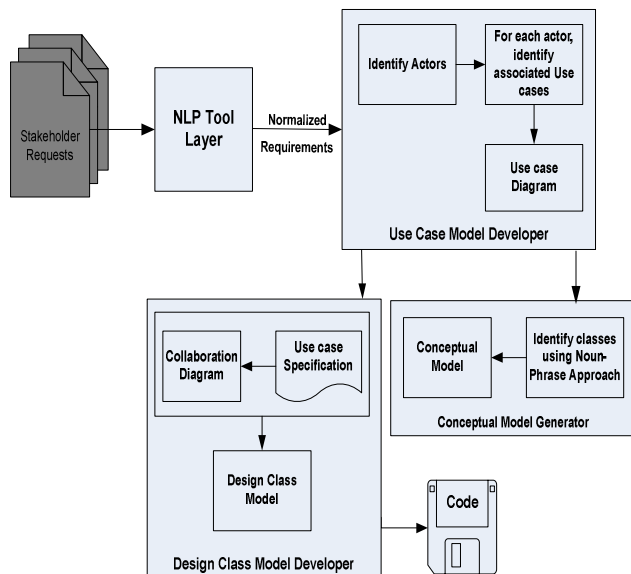 Stakeholder
Requests
NLP Tool
Layer
Normalized
Requirements
Identify Actors
For each actor,
identify
associated Use
cases
Use case
Diagram
Use Case Model Developer
Collaboration
Diagram
Use case
Specification
Design Class
Model
Design Class Model Developer
Conceptual
Model
Identify classes
using Noun-
Phrase Approach
Conceptual Model Generator
Code